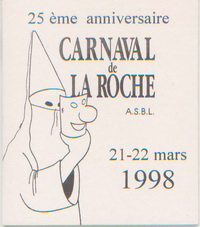 25 ème anniversaire
CARNAVAL
de
LA ROCHE
A.S.B.L.
21-22 mars
1998